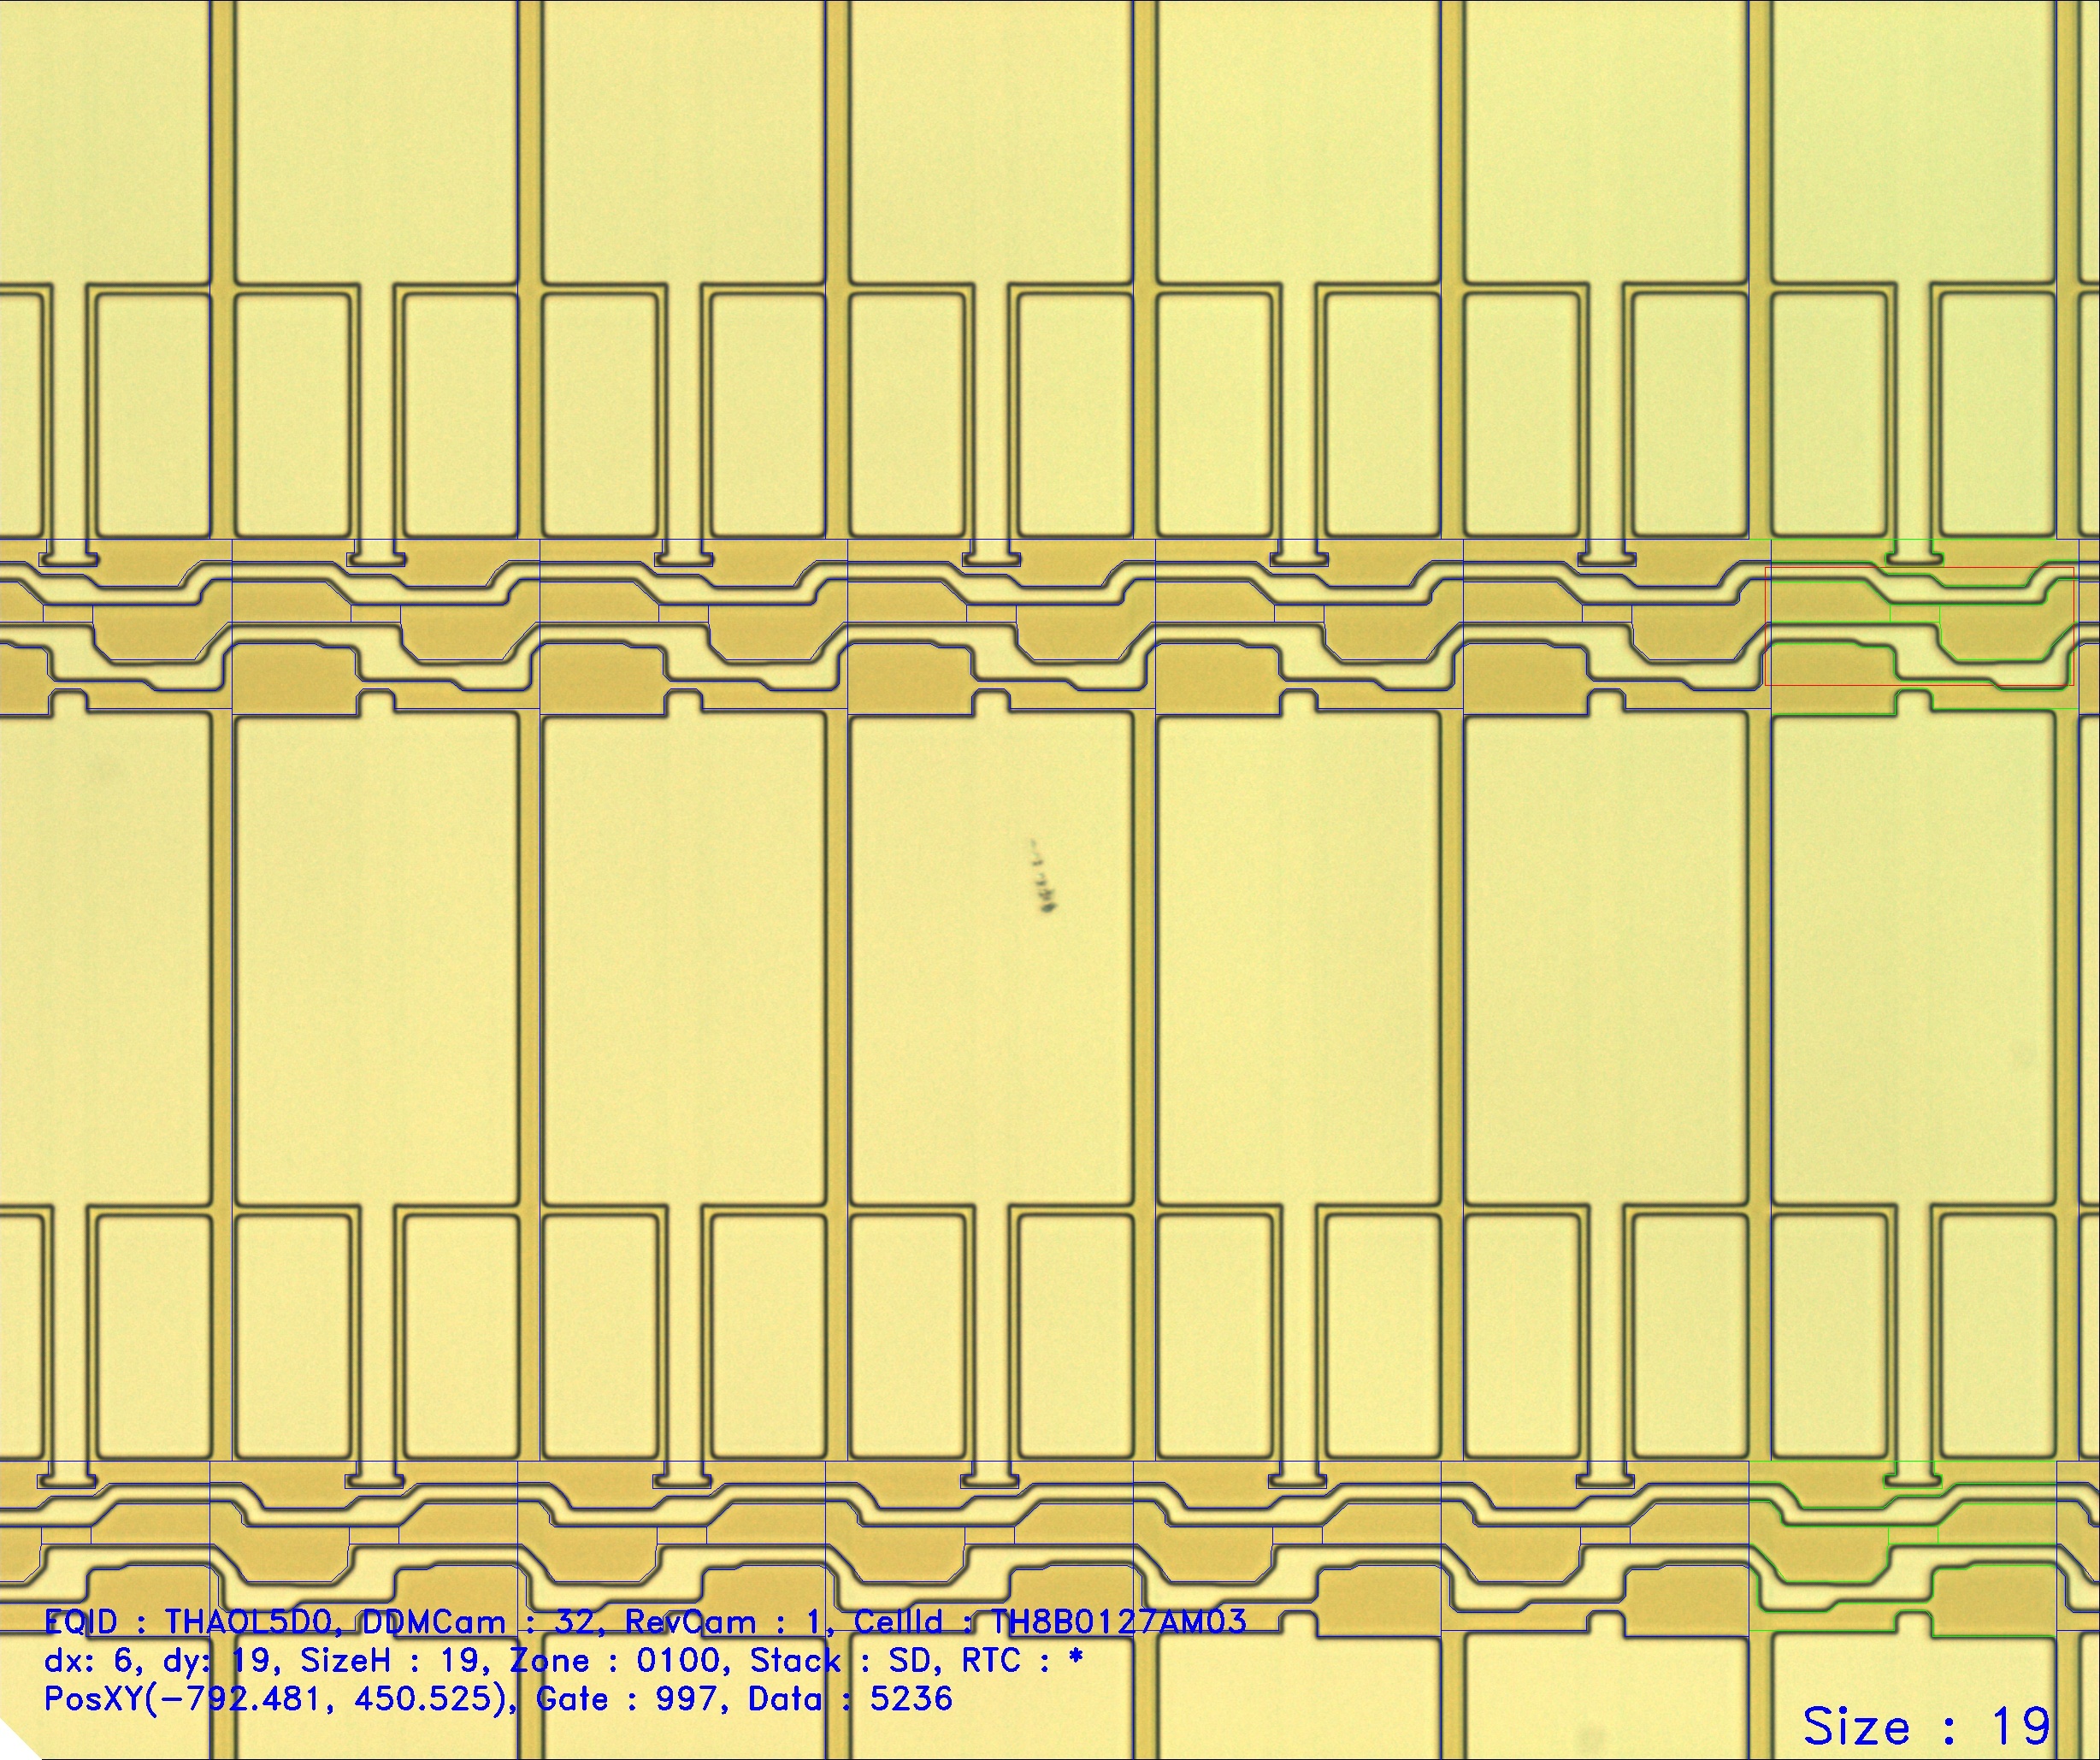 EQID : THAOL5D0, DDMCam : 32, RevCam : 1, CellId : TH8B0127AM03
dx: 6, dy: 19, SizeH : 19, Zone : 0100, Stack : SD, RTC : *
PosXY(-792.481, 450.525), Gate : 997, Data : 5236
Size : 19